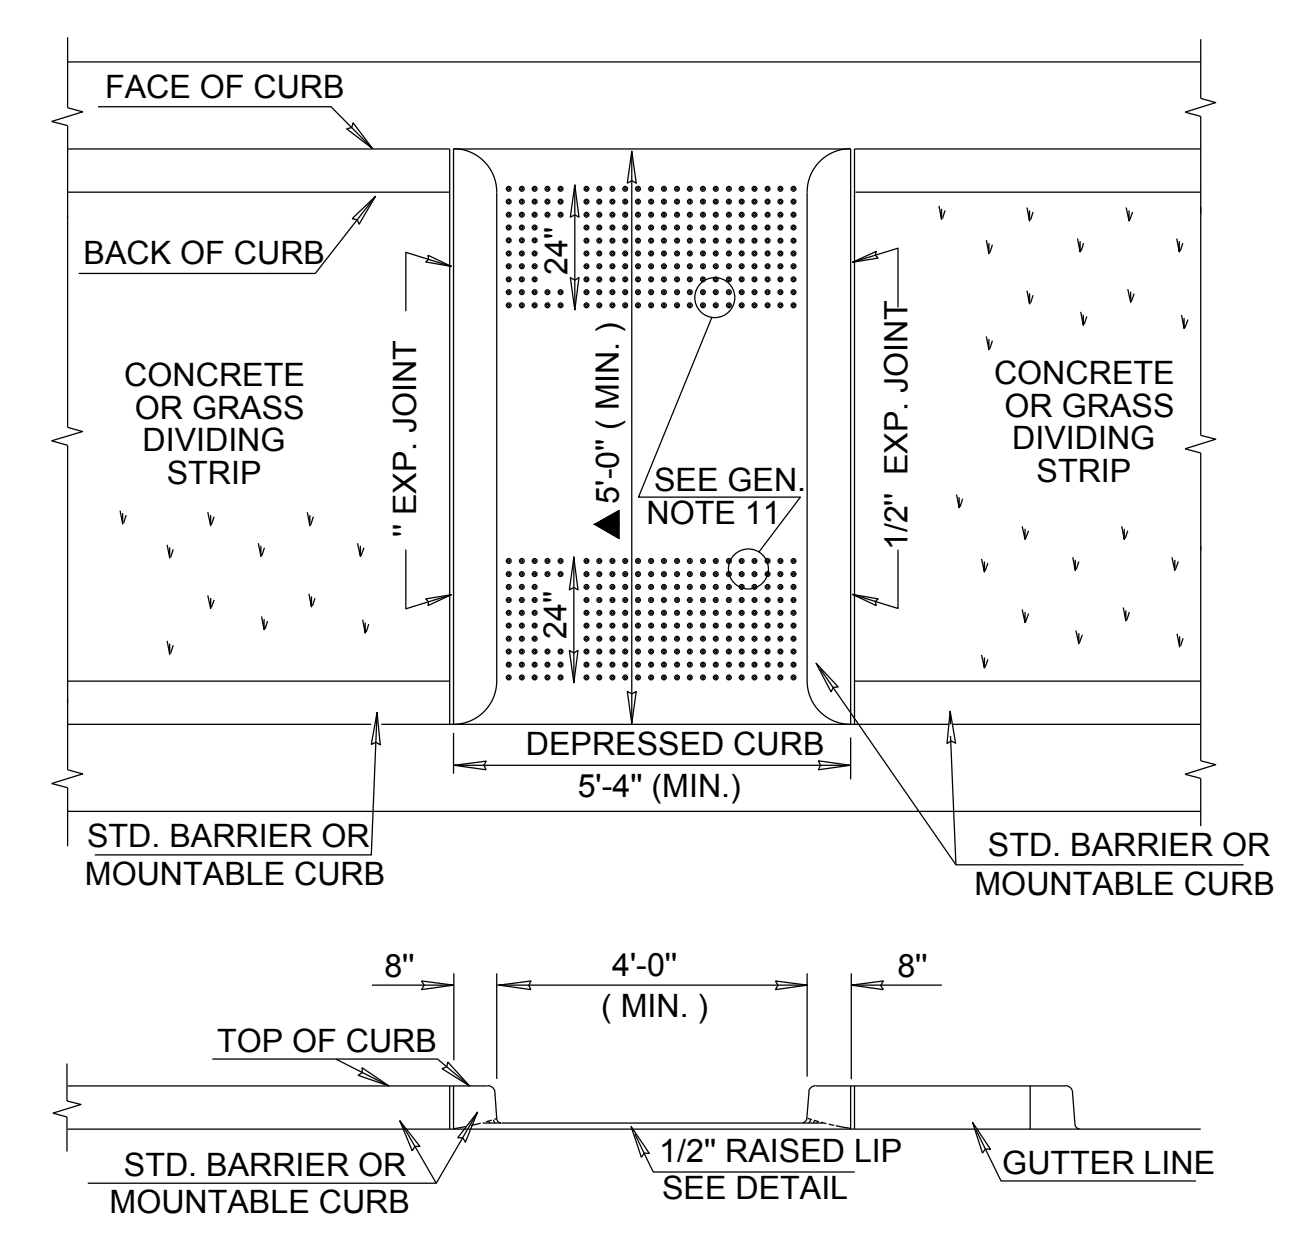 FACE OF CURB
BACK OF CURB
CONCRETE
OR GRASS
DIVIDING
STRIP
" EXP. JOINT
24"
▲ 5'-0" ( MIN. )
SEE GEN.
NOTE 11
24"
1/2" EXP. JOINT
CONCRETE
OR GRASS
DIVIDING
STRIP
DEPRESSED CURB
5'-4" (MIN.)
STD. BARRIER OR
MOUNTABLE CURB
STD. BARRIER OR
MOUNTABLE CURB
8"
4'-0"
( MIN. )
8"
TOP OF CURB
STD. BARRIER OR
MOUNTABLE CURB
1/2" RAISED LIP
SEE DETAIL
GUTTER LINE